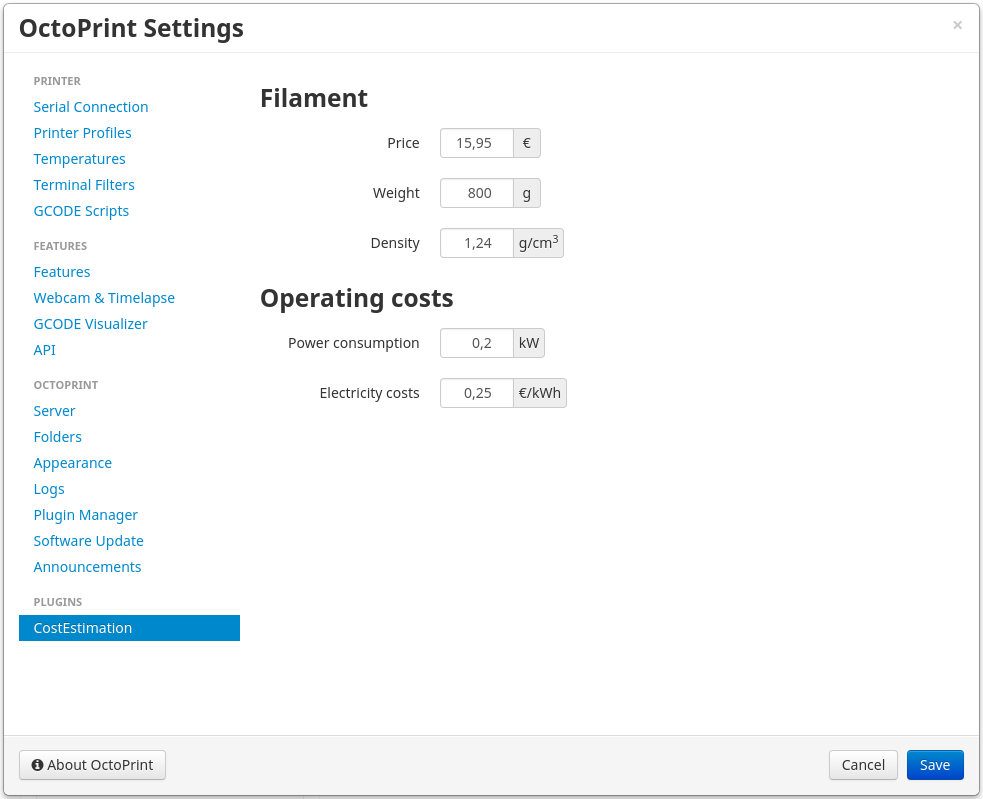 OctoPrint Settings
×
PRINTER
Serial Connection
Printer Profiles
Temperatures
Terminal Filters
GCODE Scripts
FEATURES
Features
Webcam & Timelapse
GCODE Visualizer
API
OCTOPRINT
Server
Folders
Appearance
Logs
Plugin Manager
Software Update
Announcements
PLUGINS
CostEstimation
Filament
Price 15,95 €
Weight 800 g
Density 1,24 g/cm³
Operating costs
Power consumption 0,2 kW
Electricity costs 0,25 €/kWh
About OctoPrint
Cancel
Save